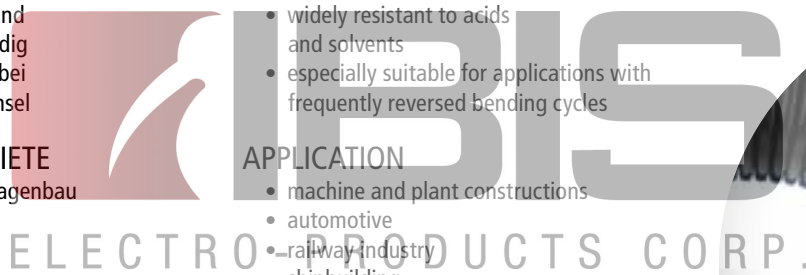 nd
dig
bei
nsel
IETE
agenbau
• widely resistant to acids
and solvents
• especially suitable for applications with
frequently reversed bending cycles
APPLICATION
• machine and plant constructions
• automotive
• railway industry
• shipbuilding
IBIS
ELECTRO-PRODUCTS CORP.